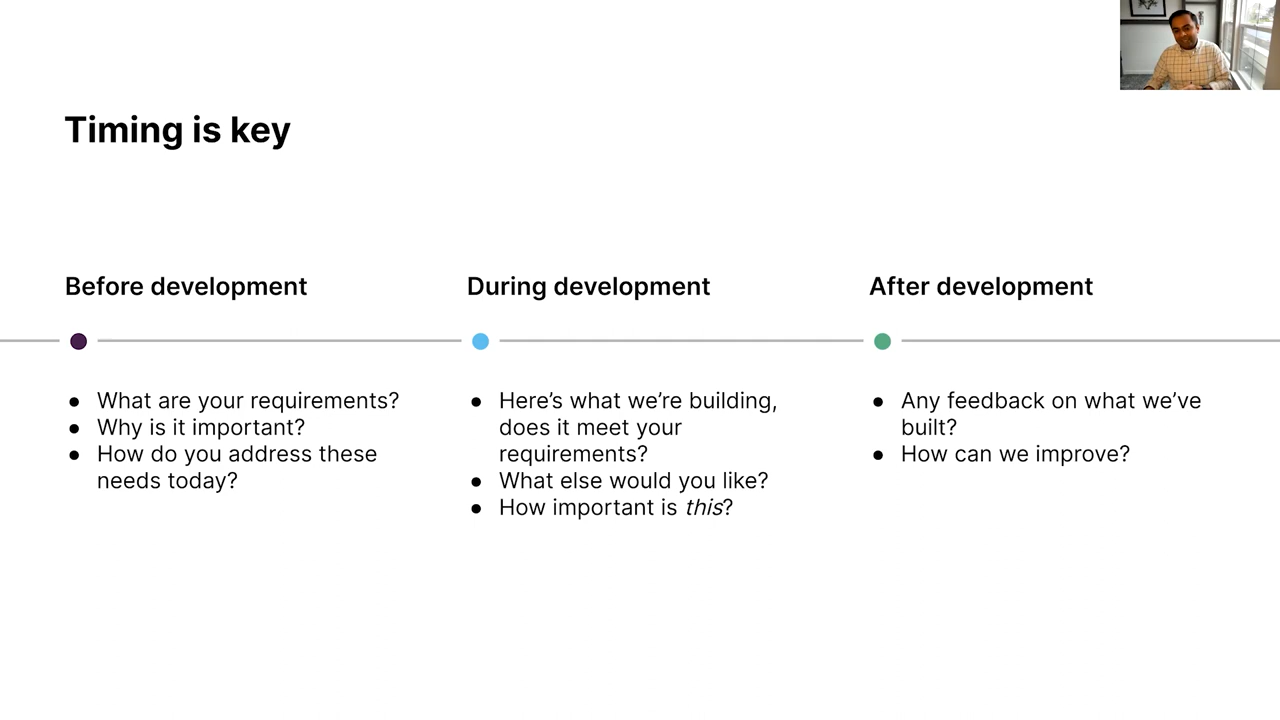 Timing is key
Before development
● What are your requirements?
● Why is it important?
● How do you address these
needs today?
During development
● Here’s what we’re building,
does it meet your
requirements?
● What else would you like?
● How important is this?
After development
● Any feedback on what we’ve
built?
● How can we improve?